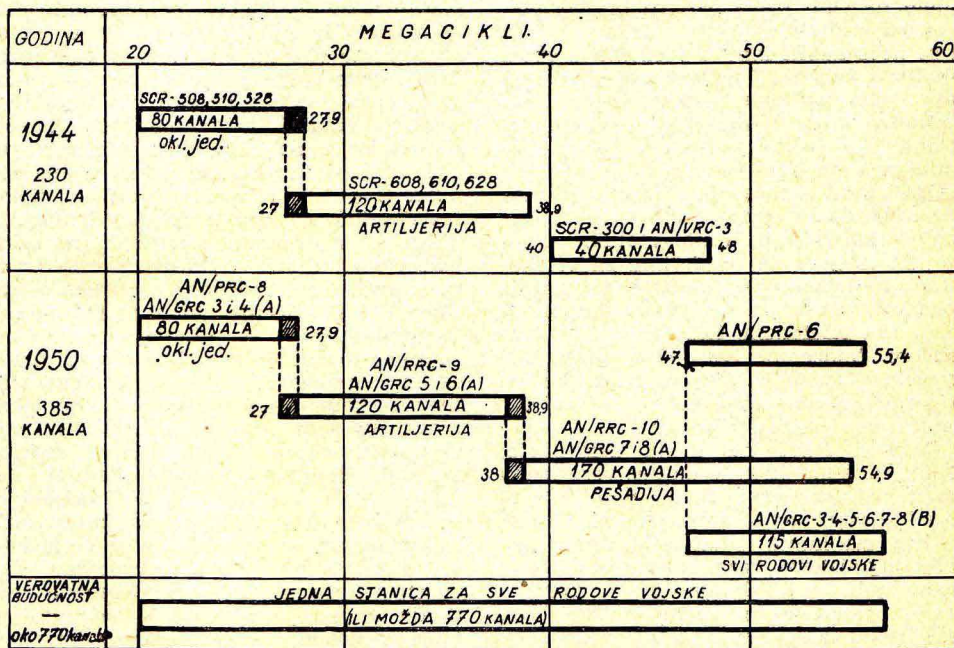 GODINA
MEGACIKLI.
20 30 40 50 60
1944
230
KANALA
SCR-508, 510, 528
80 KANALA
27,9
okl. jed.
SCR-608, 610, 628
27
120 KANALA
38,9
ARTILJERIJA
SCR-300 I AN/VRC-3
40
40 KANALA
48
1950
385
KANALA
AN/PRC-8
AN/GRC 3 i 4 (A)
80 KANALA
27,9
okl. jed.
AN/PRC-6
47
55,4
AN/RRC-9
AN/GRC 5 i 6 (A)
27
120 KANALA
38,9
ARTILJERIJA
AN/RRC-10
AN/GRC 7 i 8 (A)
38
170 KANALA
54,9
PEŠADIJA
AN/GRC-3-4-5-6-7-8 (B)
115 KANALA
SVI RODOVI VOJSKE
VEROVATNA
BUDUĆNOST
—
oko 770 kanala
JEDNA STANICA ZA SVE RODOVE VOJSKE
(ILI MOŽDA 770 KANALA)